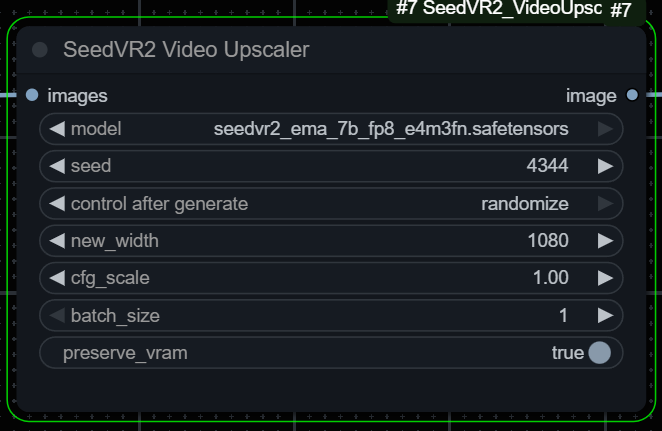 #7 SeedVR2_VideoUpsc #7
SeedVR2 Video Upscaler
images image
model seedvr2_ema_7b_fp8_e4m3fn.safetensors
seed 4344
control after generate randomize
new_width 1080
cfg_scale 1.00
batch_size 1
preserve_vram true